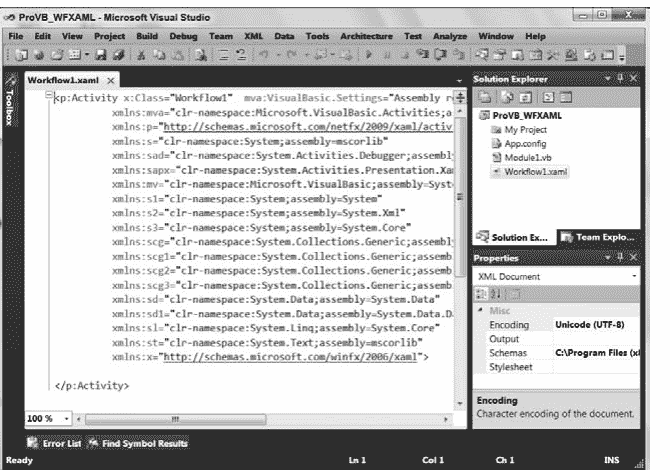 ProVB_WFXAML - Microsoft Visual Studio
File Edit View Project Build Debug Team XML Data Tools Architecture Test Analyze Window Help
Toolbox
Workflow1.xaml
<p:Activity x:Class="Workflow1" mva:VisualBasic.Settings="Assembly
xmlns:mva="clr-namespace:Microsoft.VisualBasic.Activities;a
xmlns:p="http://schemas.microsoft.com/netfx/2009/xaml/activ
xmlns:s="clr-namespace:System;assembly=mscorlib"
xmlns:sad="clr-namespace:System.Activities.Debugger;assembl
xmlns:sapx="clr-namespace:System.Activities.Presentation.Xa
xmlns:mv="clr-namespace:Microsoft.VisualBasic;assembly=Syst
xmlns:s1="clr-namespace:System;assembly=System"
xmlns:s2="clr-namespace:System;assembly=System.Xml"
xmlns:s3="clr-namespace:System;assembly=System.Core"
xmlns:scg="clr-namespace:System.Collections.Generic;assembl
xmlns:scg1="clr-namespace:System.Collections.Generic;assemb
xmlns:scg2="clr-namespace:System.Collections.Generic;assemb
xmlns:scg3="clr-namespace:System.Collections.Generic;assemb
xmlns:sd="clr-namespace:System.Data;assembly=System.Data"
xmlns:sd1="clr-namespace:System.Data;assembly=System.Data.D
xmlns:sl="clr-namespace:System.Linq;assembly=System.Core"
xmlns:st="clr-namespace:System.Text;assembly=mscorlib"
xmlns:x="http://schemas.microsoft.com/winfx/2006/xaml">
</p:Activity>
100 %
Error List Find Symbol Results
Solution Explorer
ProVB_WFXAML
My Project
App.config
Module1.vb
Workflow1.xaml
Solution Ex... Team Explo...
Properties
XML Document
Misc
Encoding Unicode (UTF-8)
Output
Schemas C:\Program Files (x
Stylesheet
Encoding
Character encoding of the document.
Ready Ln 1 Col 1 Ch 1 INS